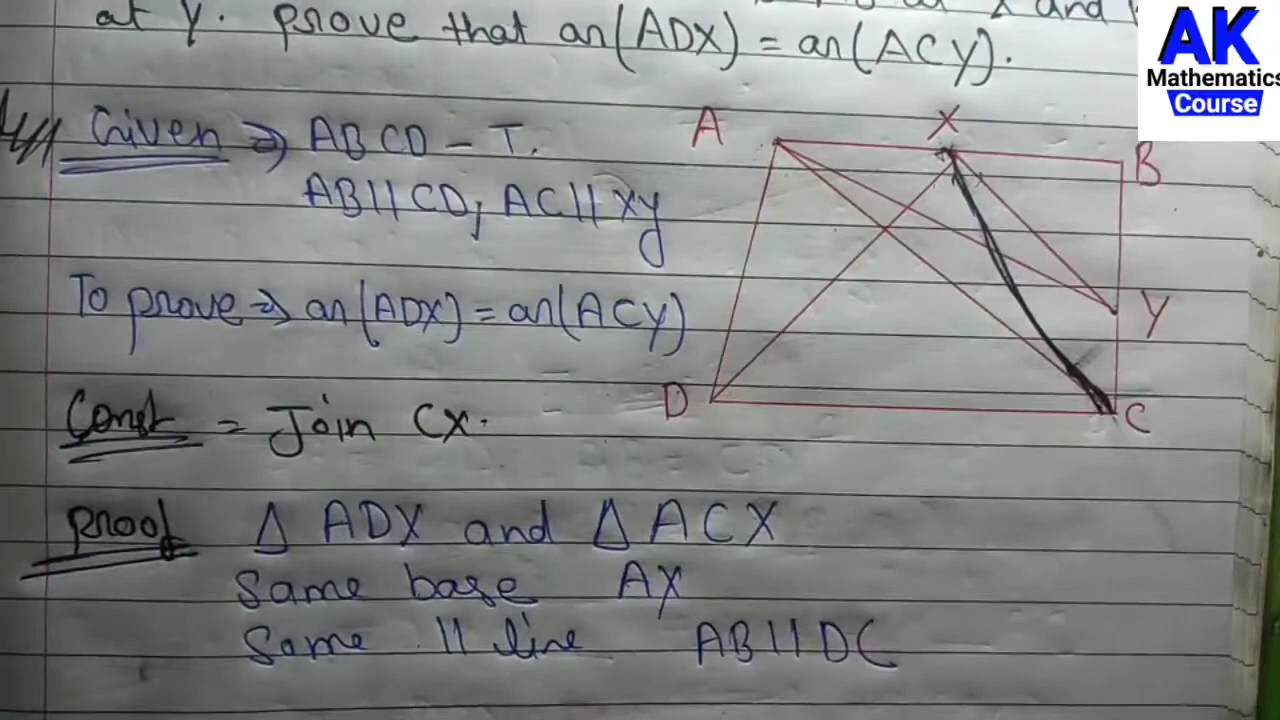 at Y. prove that ar(ADX) = ar(ACY).
AK
Mathematics
Course
Given ⇒ ABCD - T.
AB || CD, AC || XY
To prove ⇒ ar(ADX) = ar(ACY)
Const = Join CX.
Proof Δ ADX and Δ ACX
Same base AX
Same || line AB || DC
A
X
B
Y
D
C